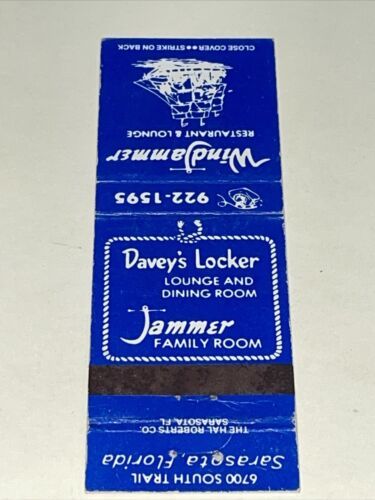 CLOSE COVER●●STRIKE ON BACK
RESTAURANT & LOUNGE
WindJammer
922-1595
Davey's Locker
LOUNGE AND
DINING ROOM
Jammer
FAMILY ROOM
THE HAL ROBERTS CO.
SARASOTA, FL
6700 SOUTH TRAIL
Sarasota, Florida